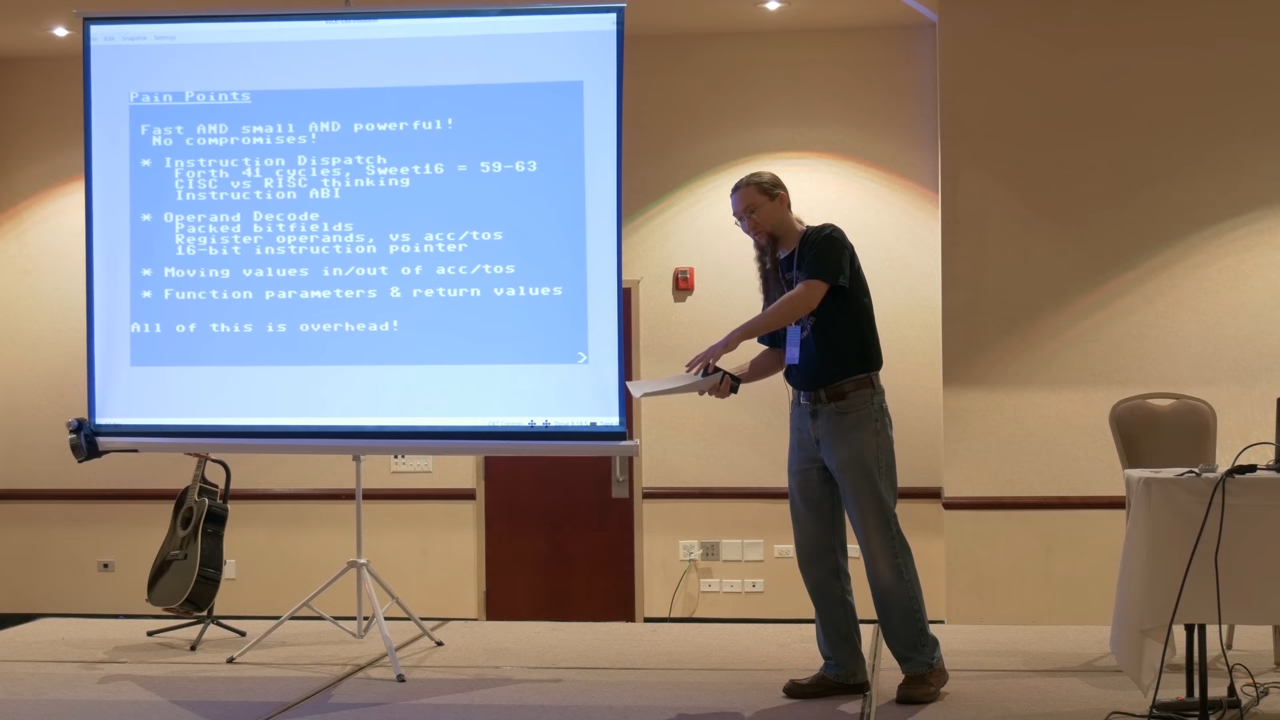 Pain Points
Fast AND small AND powerful!
No compromises!
* Instruction Dispatch
Forth 41 cycles, Sweet16 = 59-63
CISC vs RISC thinking
Instruction ABI
* Operand Decode
Packed bitfields
Register operands, vs acc/tos
16-bit instruction pointer
* Moving values in/out of acc/tos
* Function parameters & return values
All of this is overhead!
>